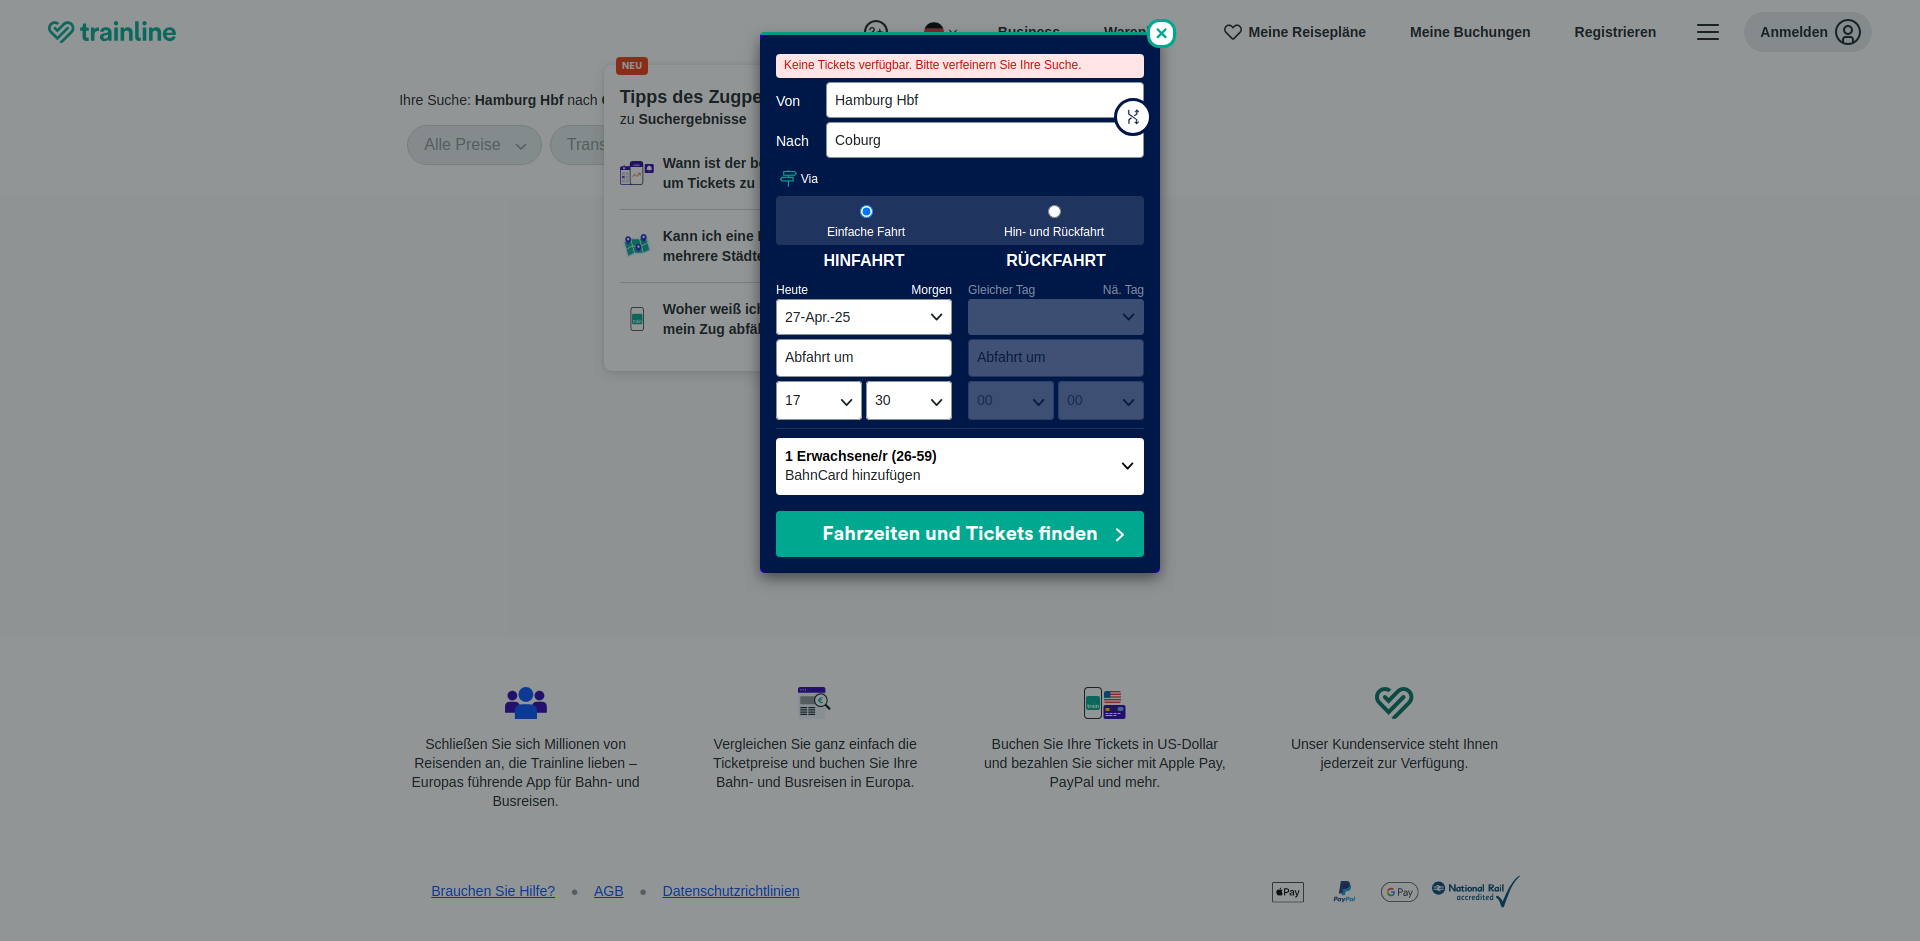 trainline
Business
Meine Reisepläne
Meine Buchungen
Registrieren
Anmelden
NEU
Keine Tickets verfügbar. Bitte verfeinern Sie Ihre Suche.
Ihre Suche: Hamburg Hbf nach
Tipps des
zu Suchergebnisse
Von
Hamburg Hbf
Nach
Coburg
Alle Preise
Wann ist der
um Tickets zu
Via
Kann ich eine
mehrere
Einfache Fahrt
Hin- und Rückfahrt
HINFAHRT
RÜCKFAHRT
Heute
Morgen
Gleicher Tag
Nä. Tag
Woher weiß
mein Zug
27-Apr.-25
Abfahrt um
Abfahrt um
17
30
00
00
1 Erwachsene/r (26-59)
BahnCard hinzufügen
Fahrzeiten und Tickets finden
Schließen Sie sich Millionen von
Reisenden an, die Trainline lieben –
Europas führende App für Bahn- und
Busreisen.
Vergleichen Sie ganz einfach die
Ticketpreise und buchen Sie Ihre
Bahn- und Busreisen in Europa.
Buchen Sie Ihre Tickets in US-Dollar
und bezahlen Sie sicher mit Apple Pay,
PayPal und mehr.
Unser Kundenservice steht Ihnen
jederzeit zur Verfügung.
Brauchen Sie Hilfe?
AGB
Datenschutzrichtlinien
Pay
PayPal
G Pay
National Rail
accredited